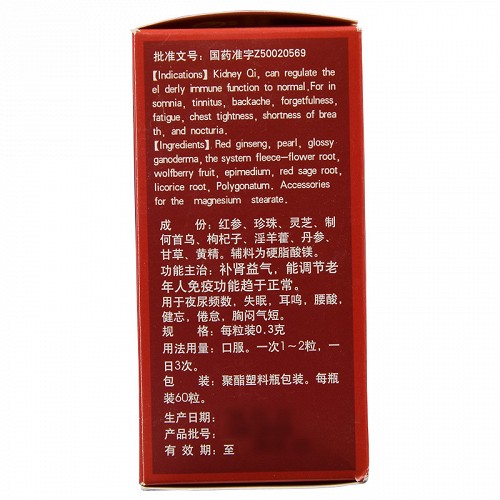 批准文号：国药准字Z50020569
【Indications】Kidney Qi, can regulate the
el derly immune function to normal.For in
somnia, tinnitus, backache, forgetfulness,
fatigue, chest tightness, shortness of brea
th, and nocturia.
【Ingredients】Red ginseng, pearl, glossy
ganoderma, the system fleece-flower root,
wolfberry fruit, epimedium, red sage root,
licorice root, Polygonatum. Accessories
for the magnesium stearate.
成 份：红参、珍珠、灵芝、制
何首乌、枸杞子、淫羊藿、丹参、
甘草、黄精。辅料为硬脂酸镁。
功能主治：补肾益气，能调节老
年人免疫功能趋于正常。
用于夜尿频数、失眠，耳鸣，腰酸，
健忘，倦怠，胸闷气短。
规 格：每粒装0.3克
用法用量：口服。一次1～2粒，一
日3次。
包 装：聚酯塑料瓶包装。每瓶
装60粒。
生产日期：
产品批号：
有 效 期：至